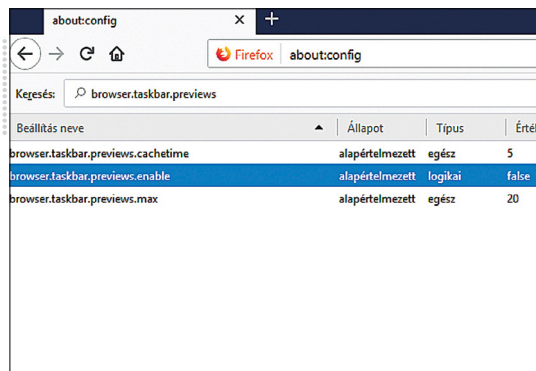 about:config
Firefox about:config
Keresés: browser.taskbar.previews
Beállítás neve Állapot Típus
browser.taskbar.previews.cachetime alapértelmezett egész 5
browser.taskbar.previews.enable alapértelmezett logikai false
browser.taskbar.previews.max alapértelmezett egész 20